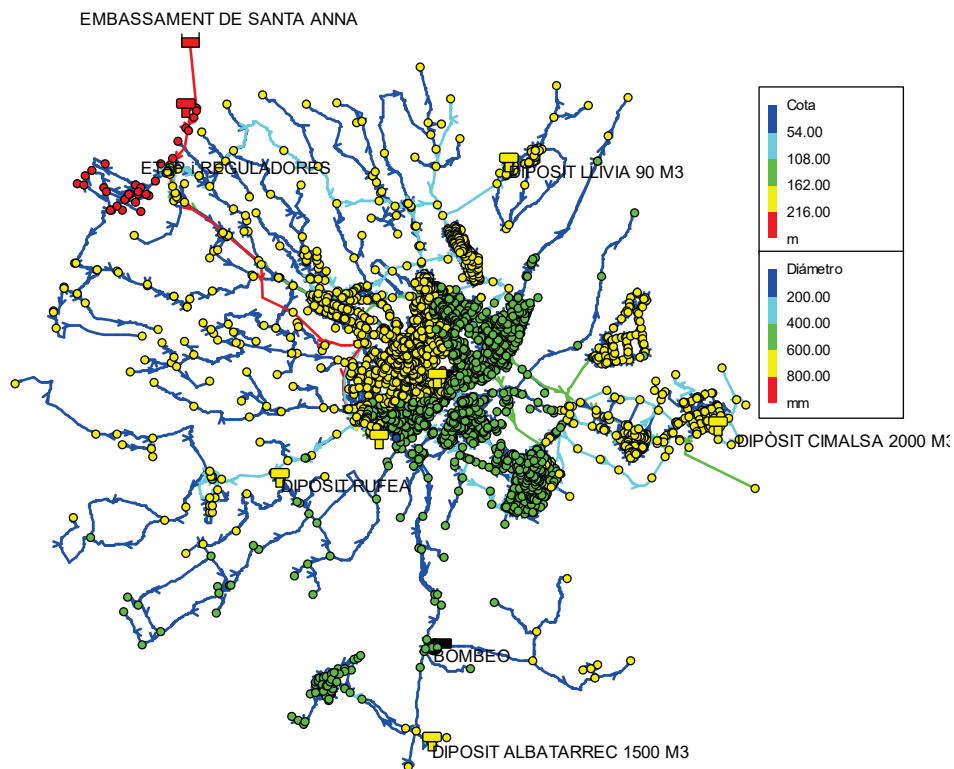 EMBASSAMENT DE SANTA ANNA
Cota
54.00
108.00
162.00
216.00
m
Diámetro
200.00
400.00
600.00
800.00
mm
ETAP i REGULADORES
DIPOSIT LLIVIA 90 M3
DIPÒSIT CIMALSA 2000 M3
DIPOSIT RUFEA
BOMBEO
DIPOSIT ALBATARREC 1500 M3